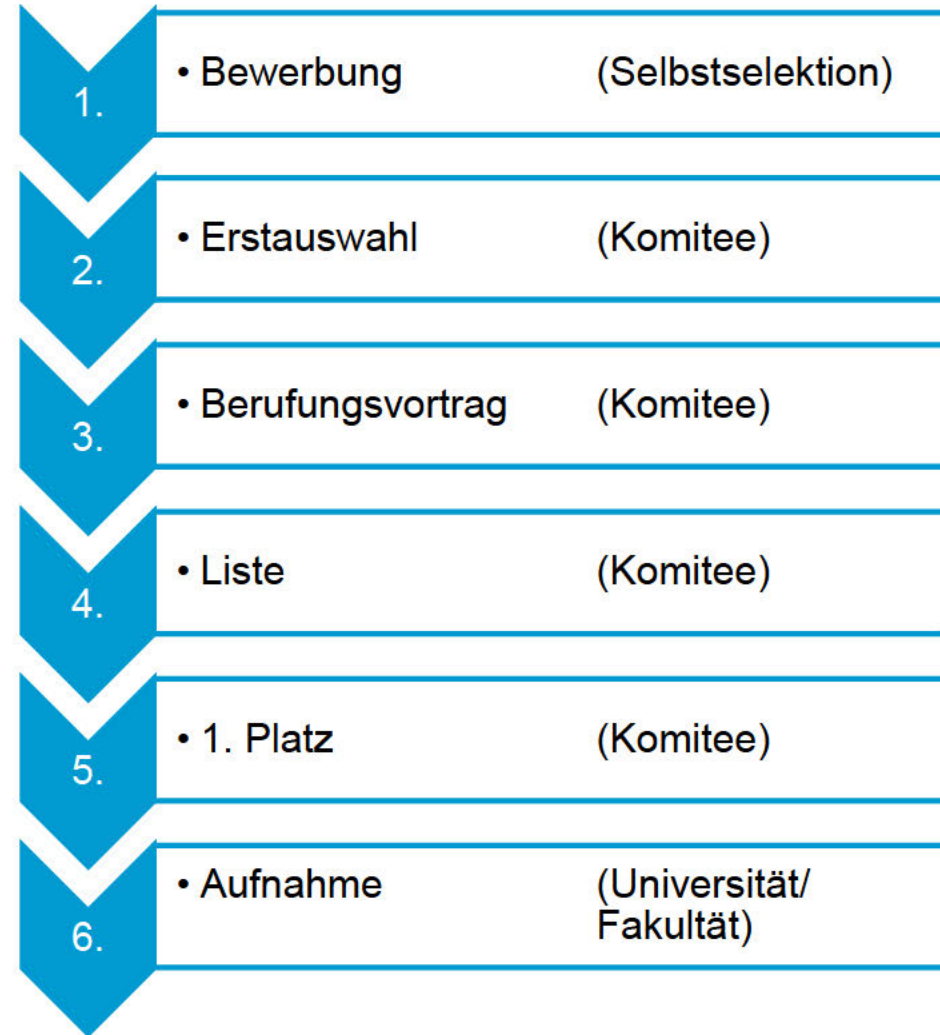 1. • Bewerbung (Selbstselektion)
2. • Erstauswahl (Komitee)
3. • Berufungsvortrag (Komitee)
4. • Liste (Komitee)
5. • 1. Platz (Komitee)
6. • Aufnahme (Universität/
Fakultät)